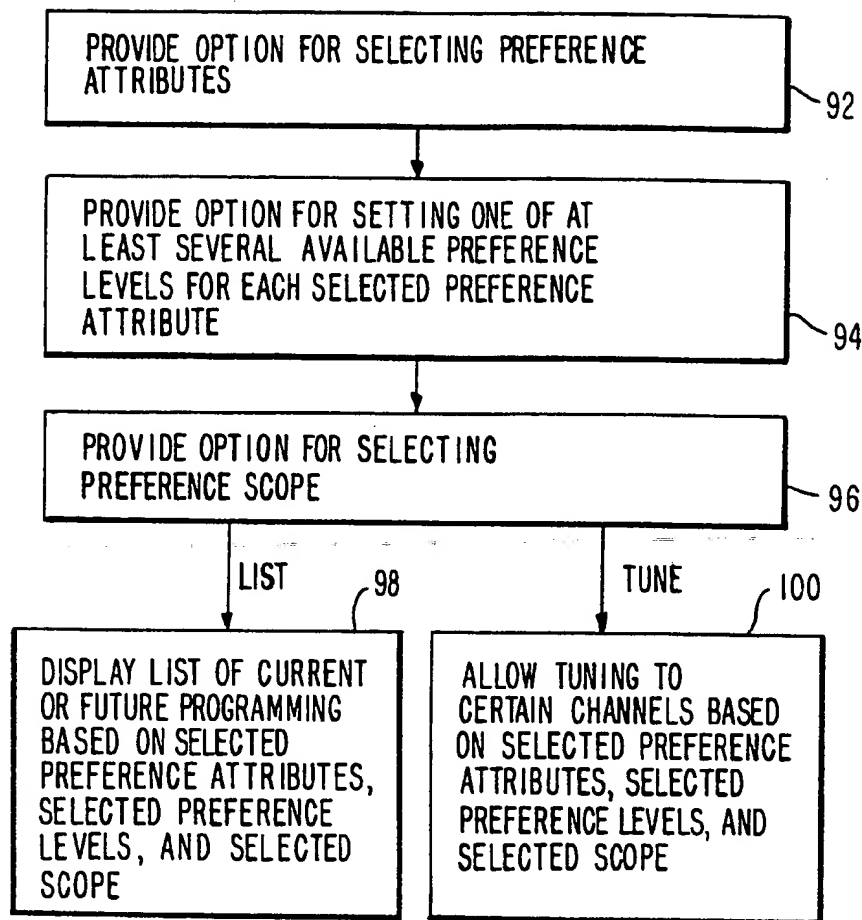 PROVIDE OPTION FOR SELECTING PREFERENCE
ATTRIBUTES
92
PROVIDE OPTION FOR SETTING ONE OF AT
LEAST SEVERAL AVAILABLE PREFERENCE
LEVELS FOR EACH SELECTED PREFERENCE
ATTRIBUTE
94
PROVIDE OPTION FOR SELECTING
PREFERENCE SCOPE
96
LIST
98
DISPLAY LIST OF CURRENT
OR FUTURE PROGRAMMING
BASED ON SELECTED
PREFERENCE ATTRIBUTES,
SELECTED PREFERENCE
LEVELS, AND SELECTED
SCOPE
TUNE
100
ALLOW TUNING TO
CERTAIN CHANNELS BASED
ON SELECTED PREFERENCE
ATTRIBUTES, SELECTED
PREFERENCE LEVELS, AND
SELECTED SCOPE